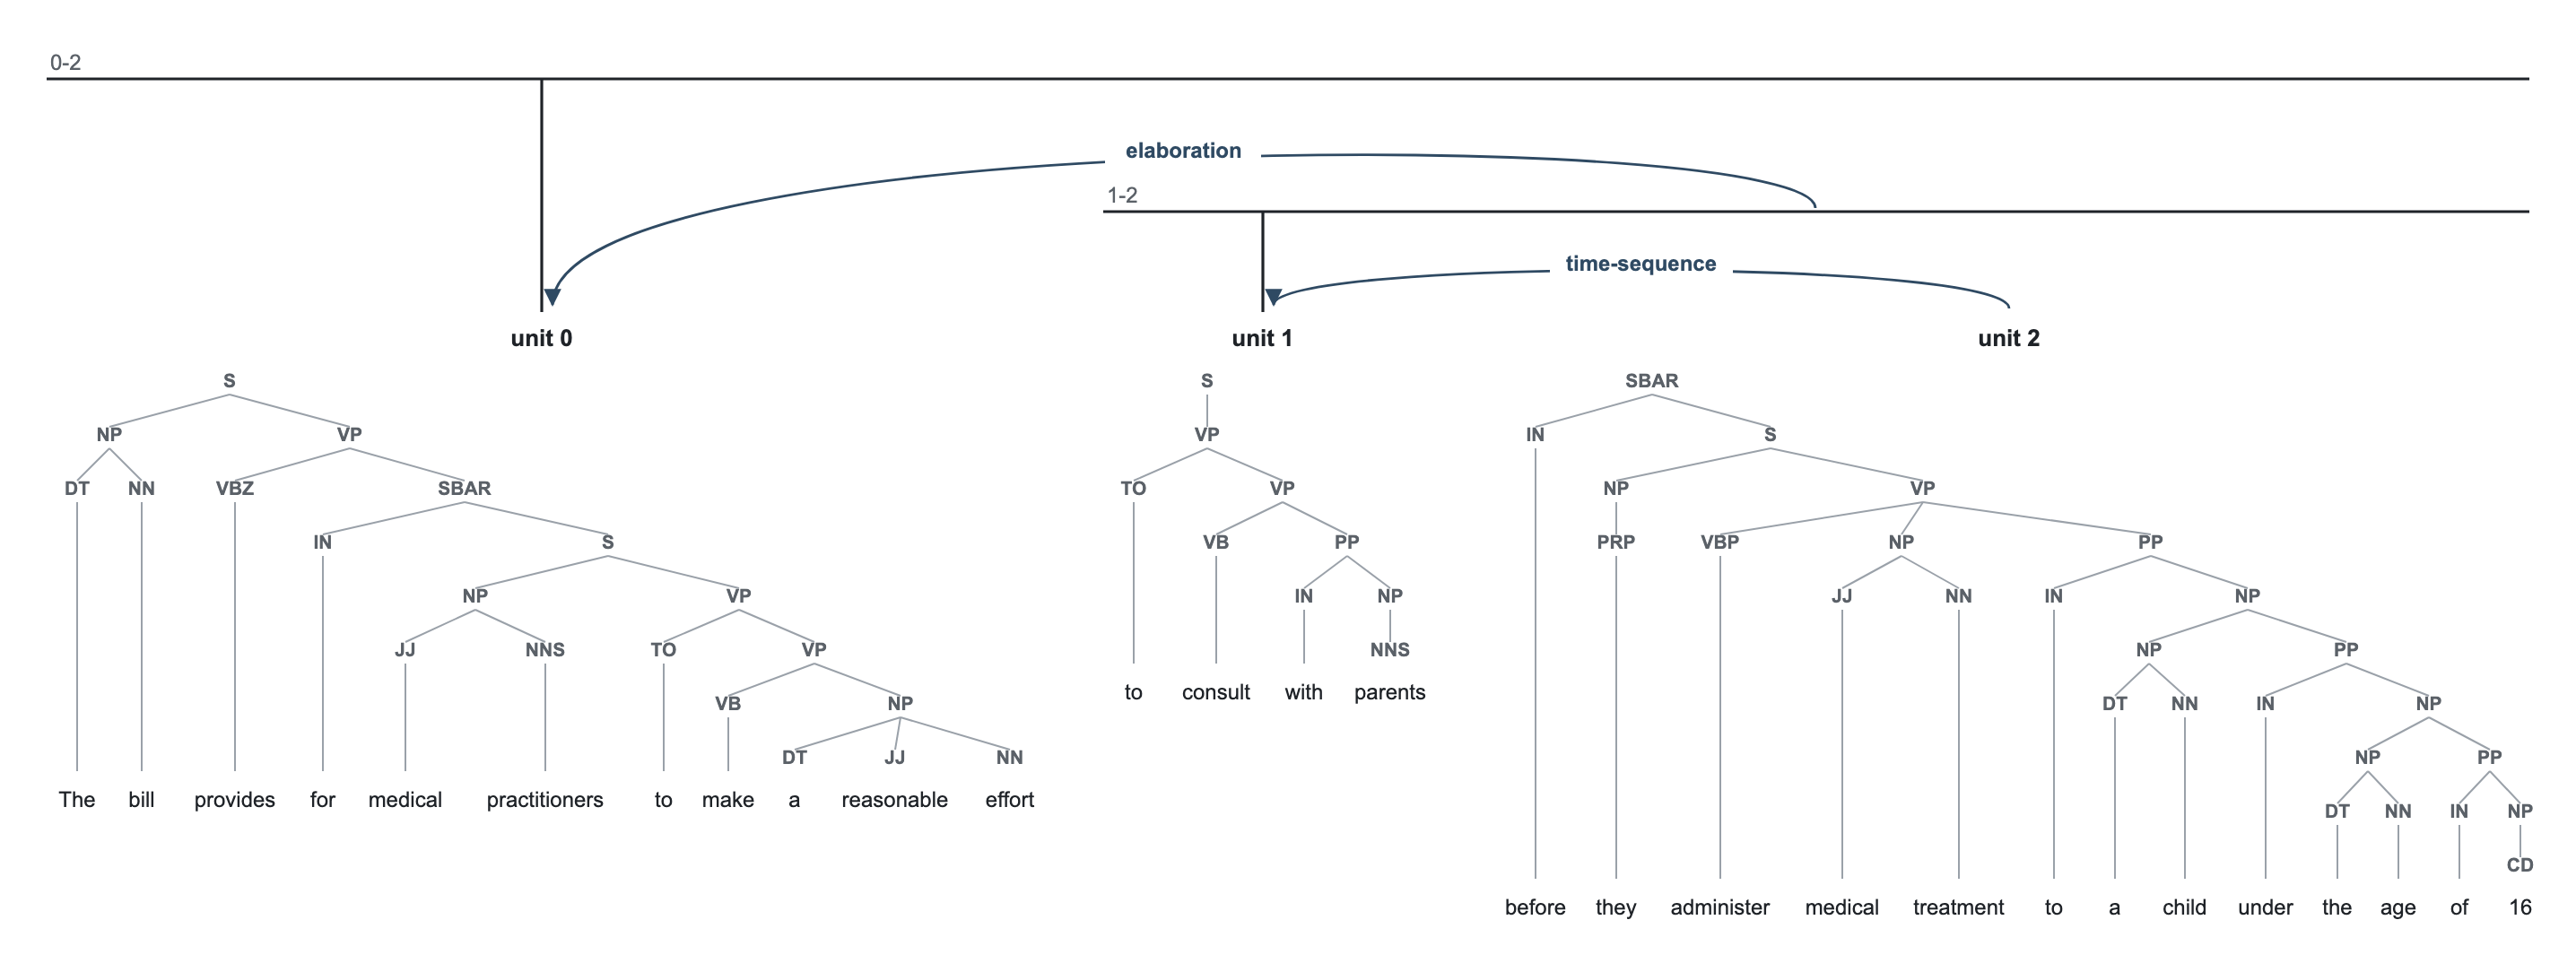 0-2
elaboration
1-2
time-sequence
unit 0 unit 1 unit 2
S S SBAR
NP VP VP IN S
DT NN VBZ SBAR TO VP NP VP
IN S VB PP PRP VBP NP PP
NP VP IN NP JJ NN IN NP
JJ NNS TO VP NNS NP PP
to consult with parents
VB NP DT NN IN NP
DT JJ NN NP PP
The bill provides for medical practitioners to make a reasonable effort
DT NN IN NP
CD
before they administer medical treatment to a child under the age of 16